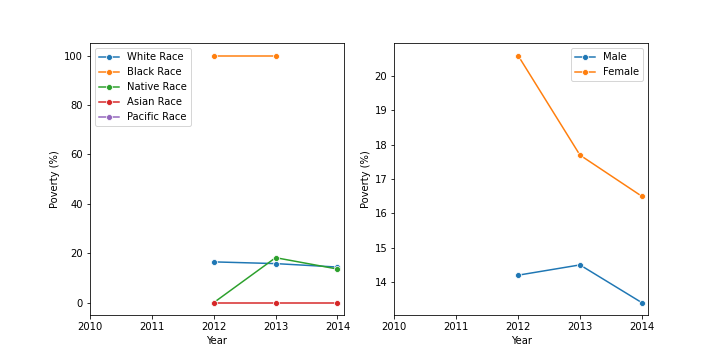 White Race
Black Race
Native Race
Asian Race
Pacific Race
Poverty (%)
100
80
60
40
20
0
2010 2011 2012 2013 2014
Year
Male
Female
Poverty (%)
20
19
18
17
16
15
14
2010 2011 2012 2013 2014
Year